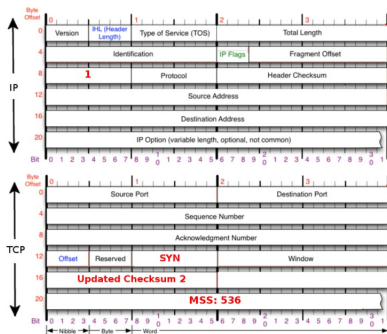 Byte Offset 0 1 2 3
0 Version IHL (Header Length) Type of Service (TOS) Total Length
4 Identification IP Flags Fragment Offset
8 1 Protocol Header Checksum
IP
12 Source Address
16 Destination Address
20 IP Option (variable length, optional, not common)
Bit 0 1 2 3 4 5 6 7 8 9 1 0 1 2 3 4 5 6 7 8 9 2 0 1 2 3 4 5 6 7 8 9 3 0 1
Byte Offset 0 1 2 3
0 Source Port Destination Port
4 Sequence Number
8 Acknowledgment Number
TCP
12 Offset Reserved SYN Window
16 Updated Checksum 2
20 MSS: 536
Bit 0 1 2 3 4 5 6 7 8 9 1 0 1 2 3 4 5 6 7 8 9 2 0 1 2 3 4 5 6 7 8 9 3 0 1
Nibble Byte Word